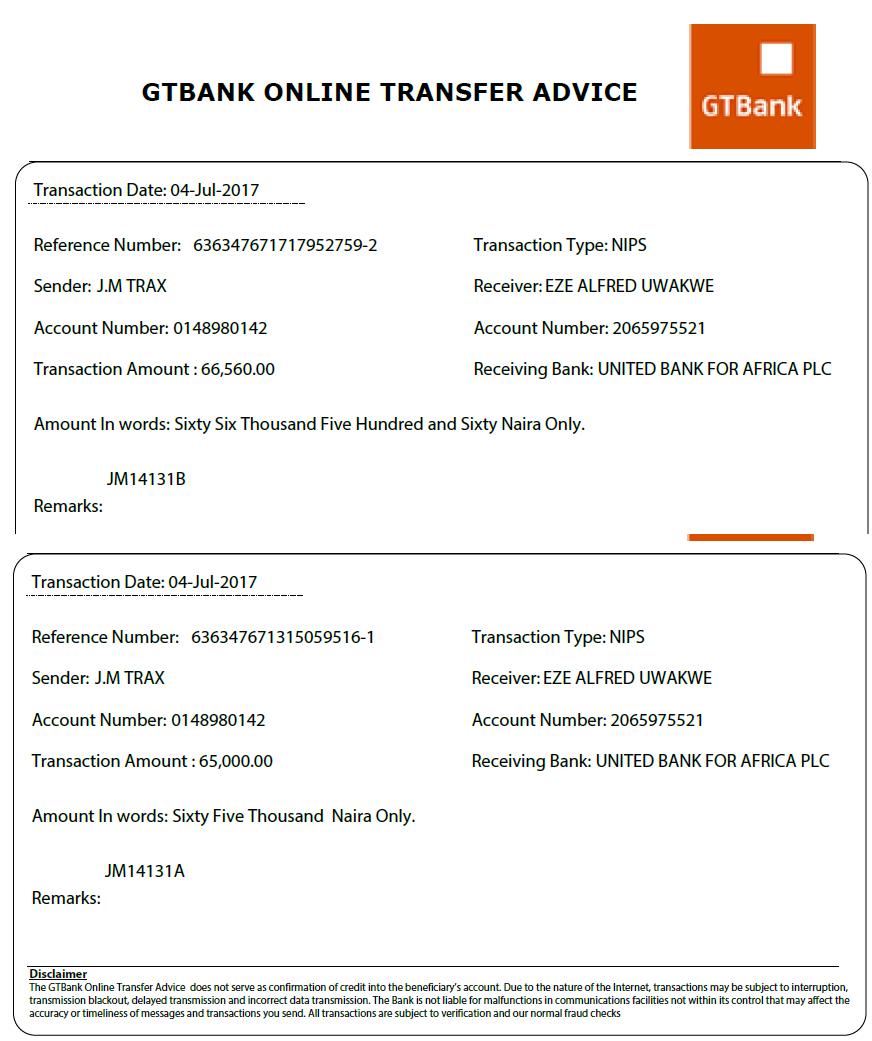 GTBANK ONLINE TRANSFER ADVICE
GTBank
Transaction Date: 04-Jul-2017
Reference Number: 636347671717952759-2 Transaction Type: NIPS
Sender: J.M TRAX Receiver: EZE ALFRED UWAKWE
Account Number: 0148980142 Account Number: 2065975521
Transaction Amount : 66,560.00 Receiving Bank: UNITED BANK FOR AFRICA PLC
Amount In words: Sixty Six Thousand Five Hundred and Sixty Naira Only.
JM14131B
Remarks:
Transaction Date: 04-Jul-2017
Reference Number: 636347671315059516-1 Transaction Type: NIPS
Sender: J.M TRAX Receiver: EZE ALFRED UWAKWE
Account Number: 0148980142 Account Number: 2065975521
Transaction Amount : 65,000.00 Receiving Bank: UNITED BANK FOR AFRICA PLC
Amount In words: Sixty Five Thousand  Naira Only.
JM14131A
Remarks:
Disclaimer
The GTBank Online Transfer Advice  does not serve as confirmation of credit into the beneficiary's account. Due to the nature of the Internet, transactions may be subject to interruption,
transmission blackout, delayed transmission and incorrect data transmission. The Bank is not liable for malfunctions in communications facilities not within its control that may affect the
accuracy or timeliness of messages and transactions you send. All transactions are subject to verification and our normal fraud checks